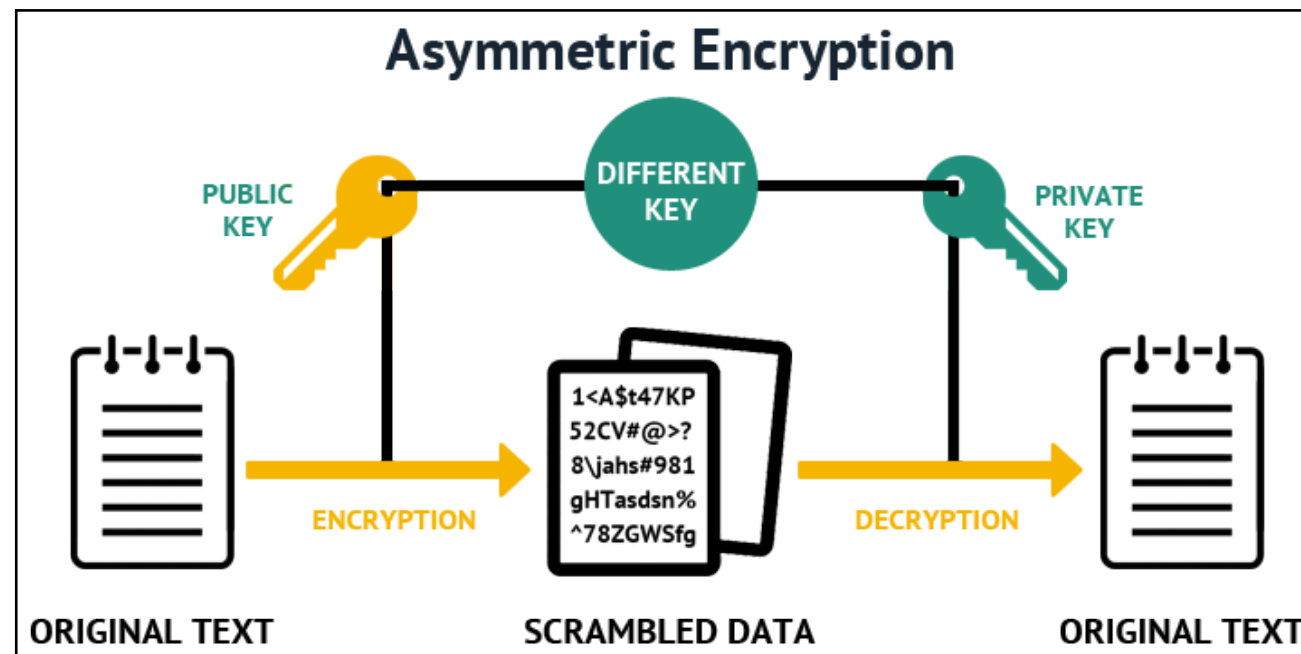 Asymmetric Encryption
DIFFERENT
KEY
PUBLIC
KEY
PRIVATE
KEY
1<A$t47KP
52CV#@>?
8\jahs#981
gHTasdsn%
^78ZGWSfg
ENCRYPTION
DECRYPTION
ORIGINAL TEXT
SCRAMBLED DATA
ORIGINAL TEXT